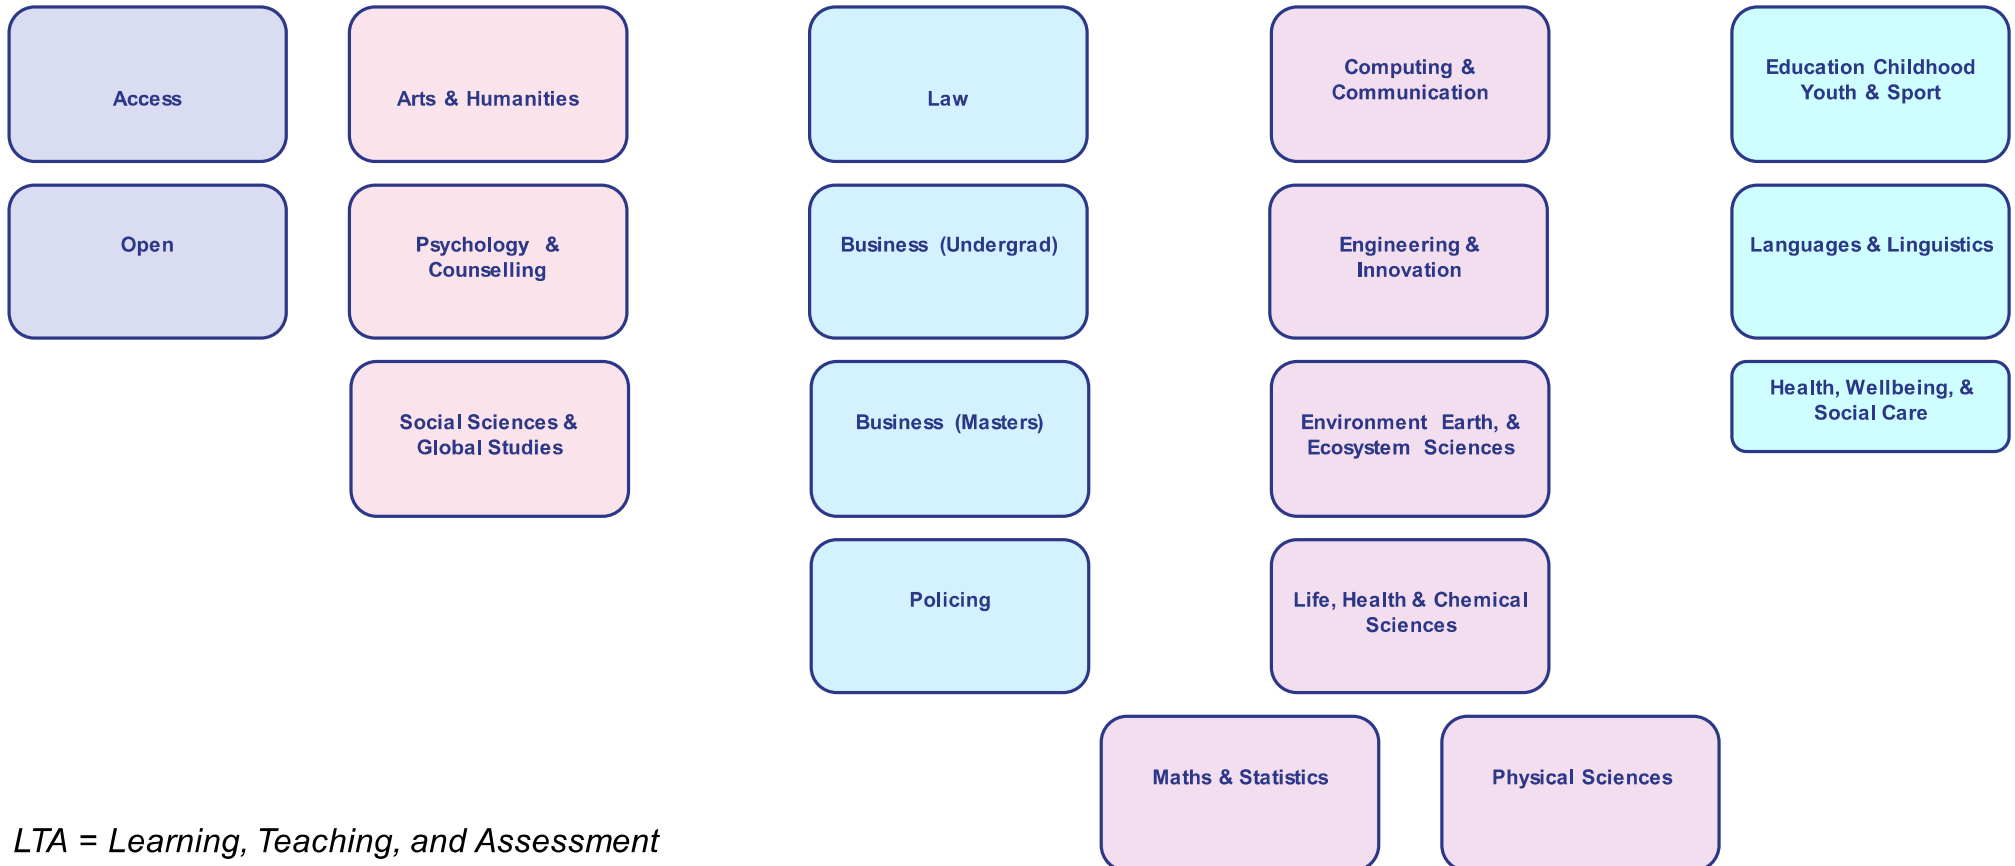 Access
Arts & Humanities
Law
Computing &
Communication
Education Childhood
Youth & Sport
Open
Psychology &
Counselling
Business (Undergrad)
Engineering &
Innovation
Languages & Linguistics
Social Sciences &
Global Studies
Business (Masters)
Environment Earth, &
Ecosystem Sciences
Health, Wellbeing, &
Social Care
Policing
Life, Health & Chemical
Sciences
Maths & Statistics
Physical Sciences
LTA = Learning, Teaching, and Assessment